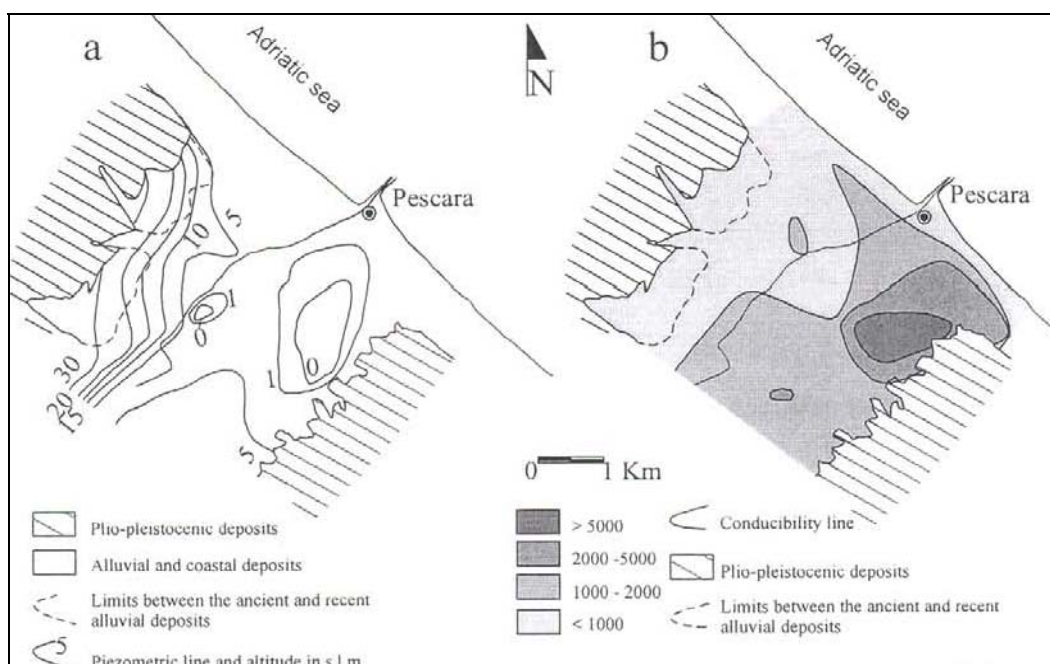 a
Adriatic sea
N
b
Adriatic sea
Pescara
Pescara
10
5
1
0
1
0
30
20
15
5
0 1 Km
Plio-pleistocenic deposits
Alluvial and coastal deposits
Limits between the ancient and recent
alluvial deposits
5
Piezometric line and altitude in s.l.m.
> 5000
2000 -5000
1000 - 2000
< 1000
Conducibility line
Plio-pleistocenic deposits
Limits between the ancient and recent
alluvial deposits